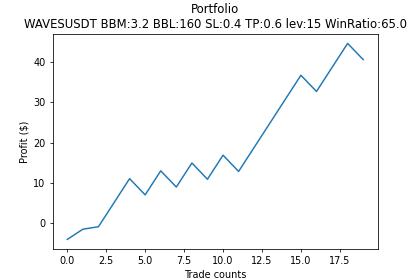 Portfolio
WAVESUSDT BBM:3.2 BBL:160 SL:0.4 TP:0.6 lev:15 WinRatio:65.0
Profit ($)
40
30
20
10
0
0.0 2.5 5.0 7.5 10.0 12.5 15.0 17.5
Trade counts